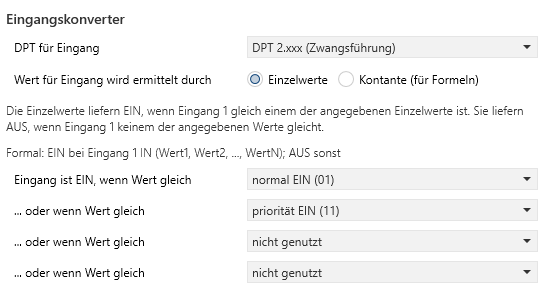 Eingangskonverter
DPT für Eingang DPT 2.xxx (Zwangsführung)
Wert für Eingang wird ermittelt durch Einzelwerte Kontante (für Formeln)
Die Einzelwerte liefern EIN, wenn Eingang 1 gleich einem der angegebenen Einzelwerte ist. Sie liefern
AUS, wenn Eingang 1 keinem der angegebenen Werte gleicht.
Formal: EIN bei Eingang 1 IN (Wert1, Wert2, ..., WertN); AUS sonst
Eingang ist EIN, wenn Wert gleich normal EIN (01)
... oder wenn Wert gleich priorität EIN (11)
... oder wenn Wert gleich nicht genutzt
... oder wenn Wert gleich nicht genutzt